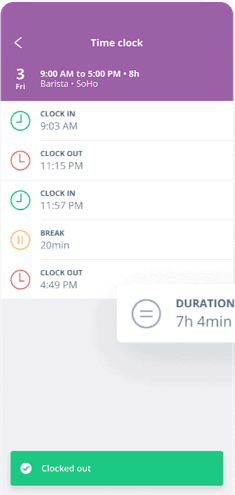 Time clock
3
Fri
9:00 AM to 5:00 PM • 8h
Barista • SoHo
CLOCK IN
9:03 AM
CLOCK OUT
11:15 PM
CLOCK IN
11:57 PM
BREAK
20min
CLOCK OUT
4:49 PM
DURATION
7h 4min
Clocked out